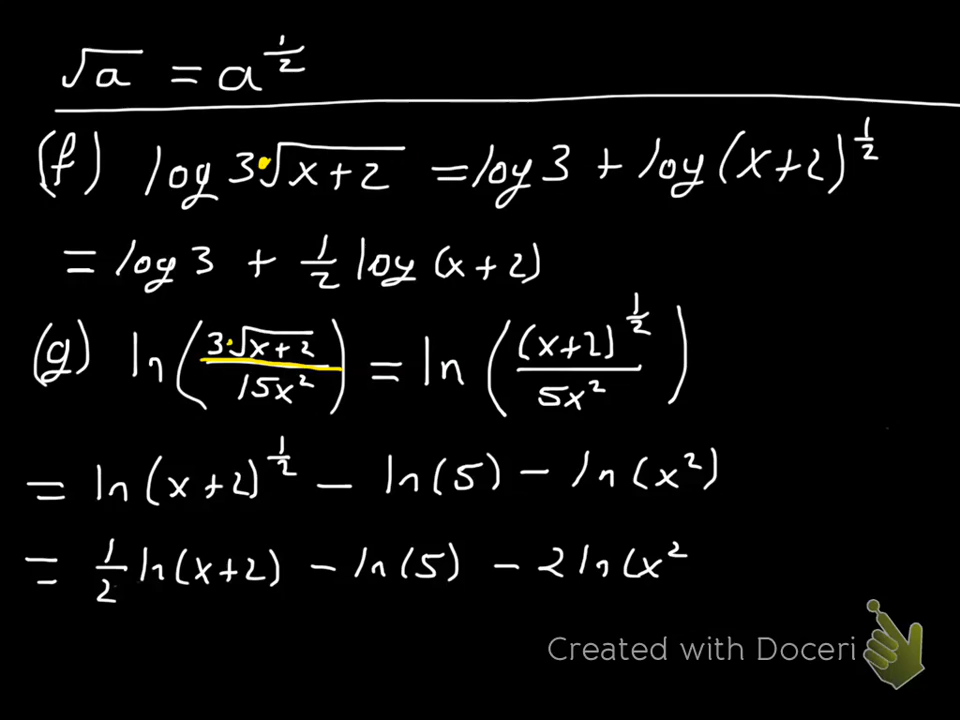 √a = a^(1/2)
(f) log 3·√(x+2) = log 3 + log (x+2)^(1/2)
= log 3 + 1/2 log (x+2)
(g) ln(3·√(x+2) / 15x²) = ln((x+2)^(1/2) / 5x²)
= ln (x+2)^(1/2) − ln(5) − ln(x²)
= 1/2 ln(x+2) − ln(5) − 2 ln(x²
Created with Doceri